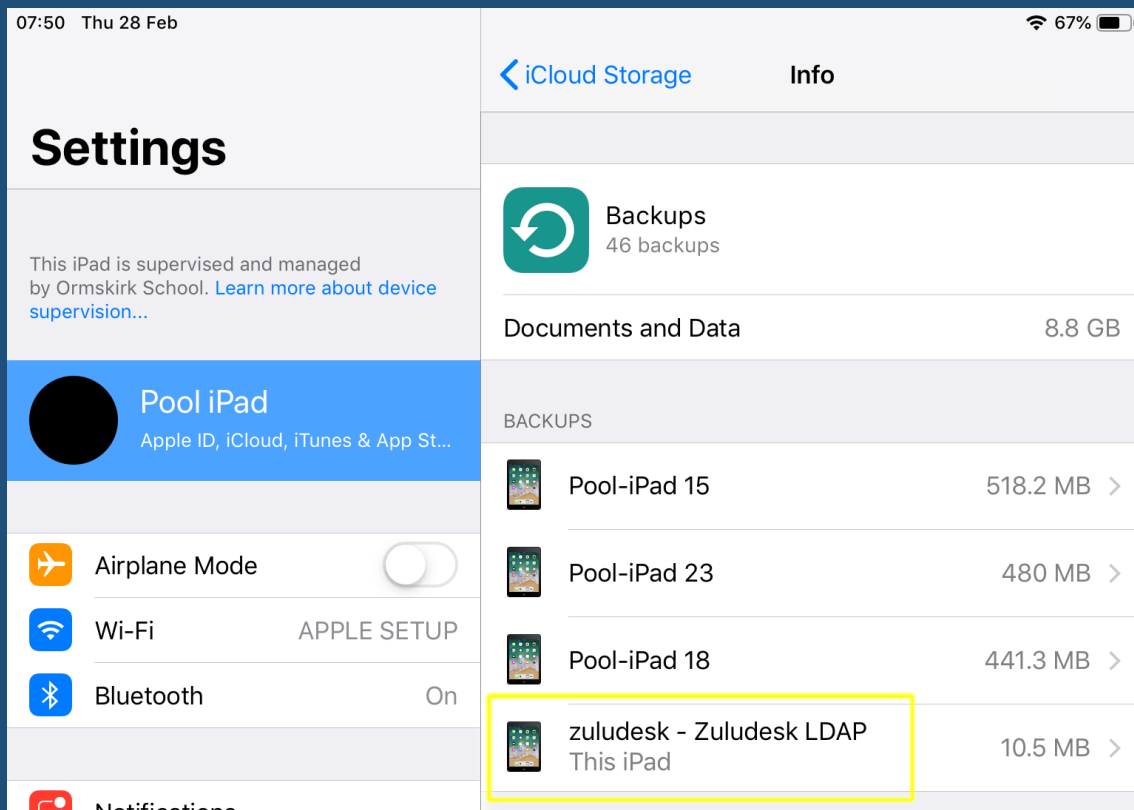 07:50 Thu 28 Feb
67%
Settings
This iPad is supervised and managed
by Ormskirk School. Learn more about device
supervision...
Pool iPad
Apple ID, iCloud, iTunes & App St...
Airplane Mode
Wi-Fi APPLE SETUP
Bluetooth On
Notifications
iCloud Storage Info
Backups
46 backups
Documents and Data 8.8 GB
BACKUPS
Pool-iPad 15 518.2 MB
Pool-iPad 23 480 MB
Pool-iPad 18 441.3 MB
zuludesk - Zuludesk LDAP
This iPad
10.5 MB